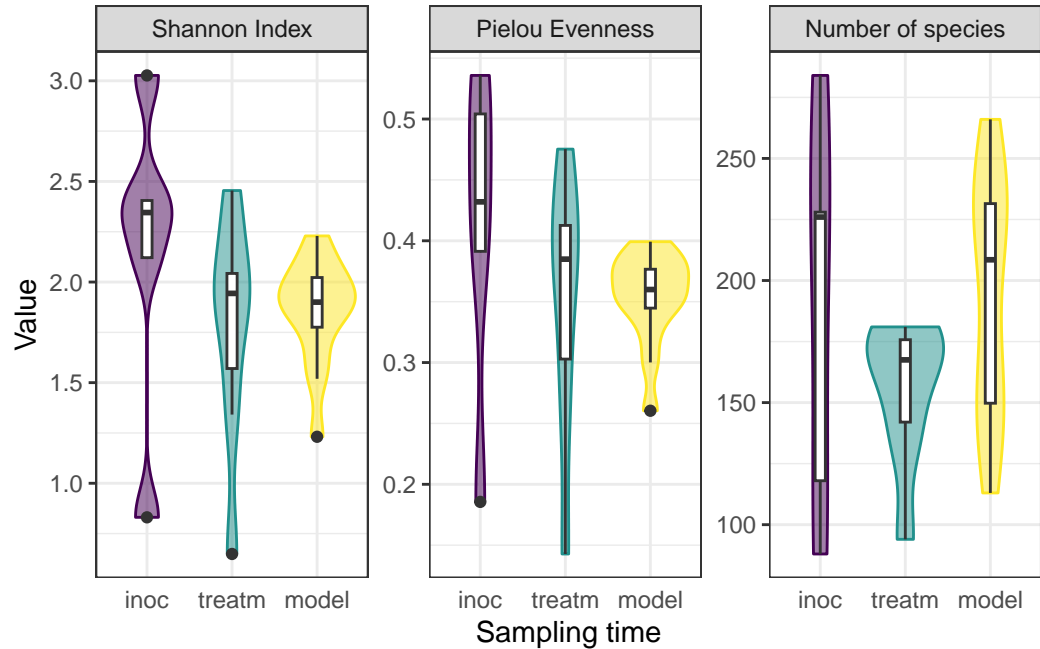 Shannon Index
Pielou Evenness
Number of species
Value
3.0
2.5
2.0
1.5
1.0
0.5
0.4
0.3
0.2
250
200
150
100
inoc treatm model
inoc treatm model
inoc treatm model
Sampling time